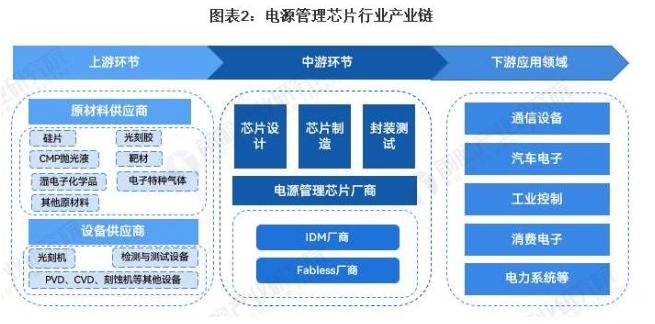 图表2：电源管理芯片行业产业链
上游环节
中游环节
下游应用领域
原材料供应商
硅片
光刻胶
CMP抛光液
靶材
湿电子化学品
电子特种气体
其他原材料
设备供应商
光刻机
检测与测试设备
PVD、CVD、刻蚀机等其他设备
芯片设
计
芯片制
造
封装测
试
电源管理芯片厂商
IDM厂商
Fabless厂商
通信设备
汽车电子
工业控制
消费电子
电力系统等